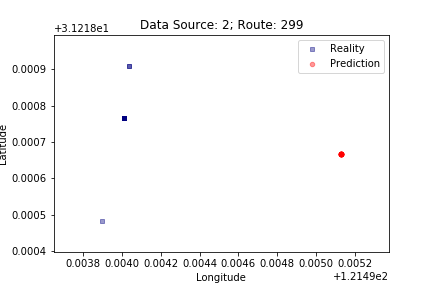 Data Source: 2; Route: 299
+3.1218e1
Reality
Prediction
0.0009
0.0008
0.0007
0.0006
0.0005
0.0004
Latitude
0.0038 0.0040 0.0042 0.0044 0.0046 0.0048 0.0050 0.0052
+1.2149e2
Longitude